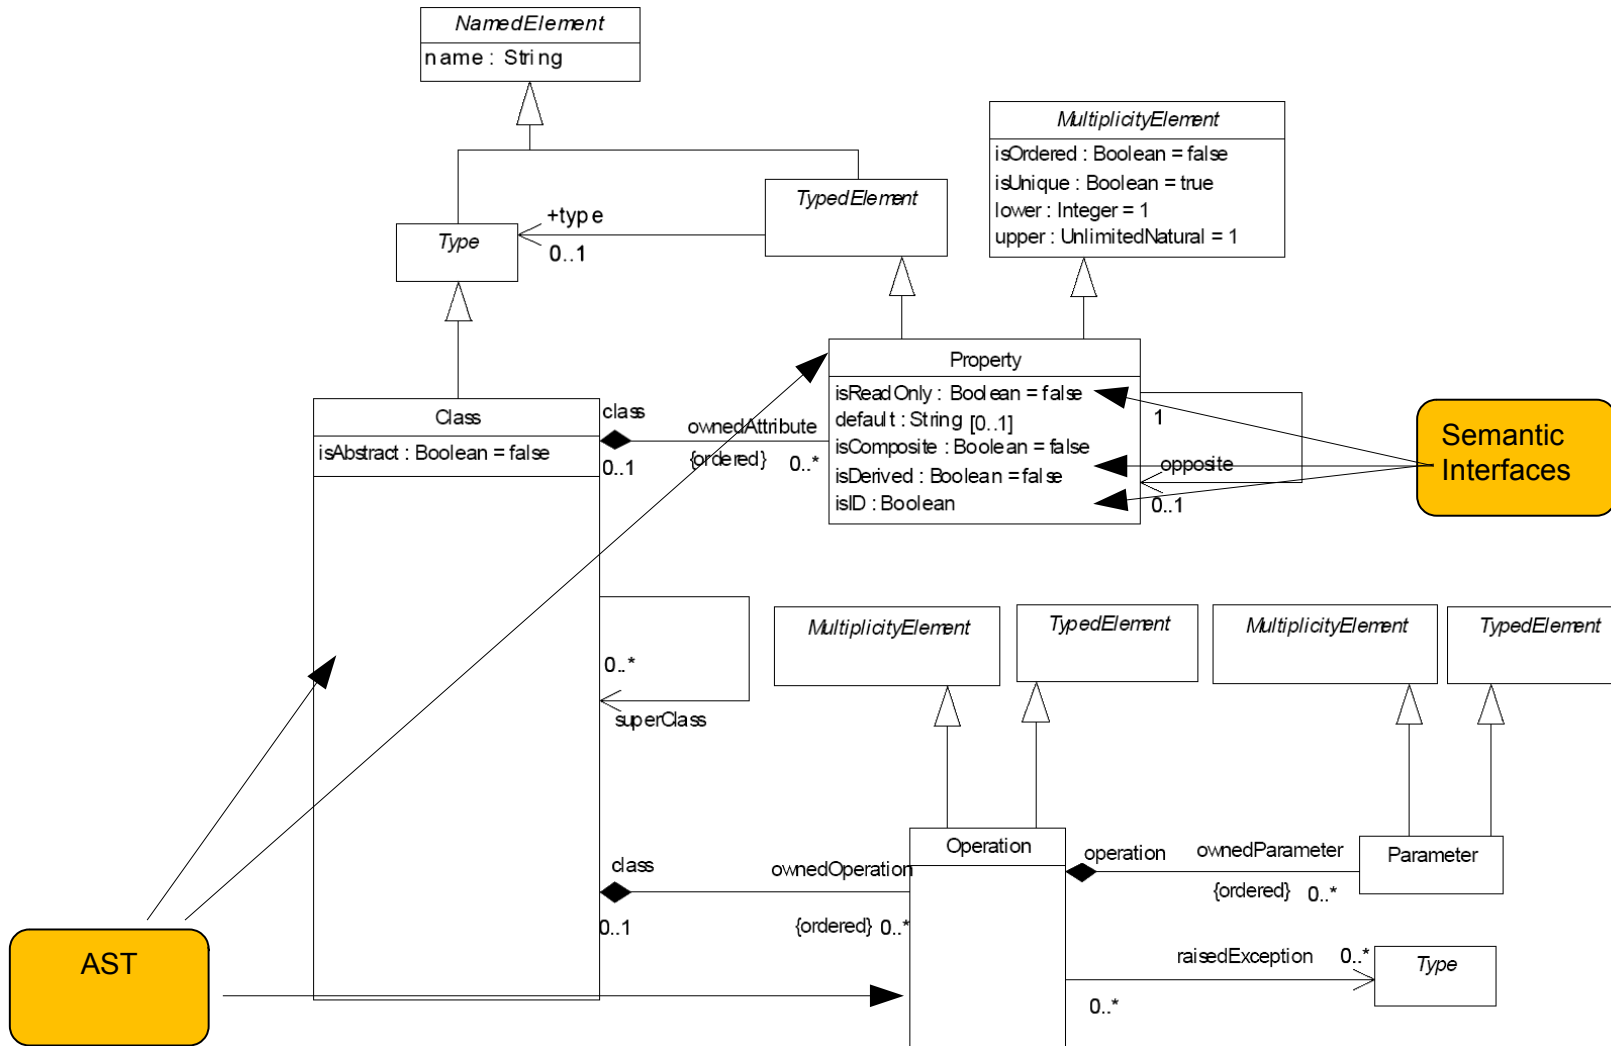 NamedElement
name : String
MultiplicityElement
isOrdered : Boolean = false
isUnique : Boolean = true
lower : Integer = 1
upper : UnlimitedNatural = 1
TypedElement
+type
0..1
Type
Property
isReadOnly : Boolean = false
default : String [0..1]
isComposite : Boolean = false
isDerived : Boolean = false
isID : Boolean
1
opposite
0..1
Semantic
Interfaces
Class
isAbstract : Boolean = false
class
0..1
ownedAttribute
{ordered} 0..*
0..*
superClass
MultiplicityElement
TypedElement
MultiplicityElement
TypedElement
class
0..1
ownedOperation
{ordered} 0..*
Operation
operation
ownedParameter
{ordered} 0..*
Parameter
raisedException
0..*
0..*
Type
AST